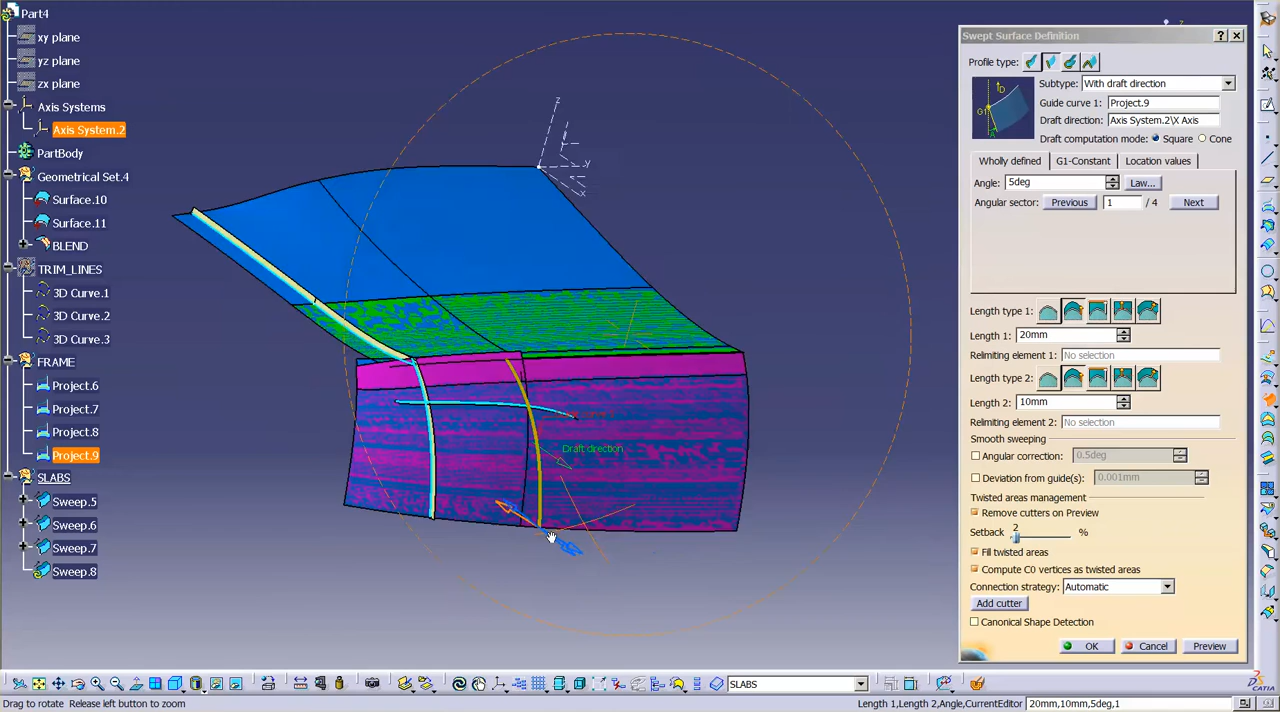 Part4
xy plane
yz plane
zx plane
Axis Systems
Axis System.2
PartBody
Geometrical Set.4
Surface.10
Surface.11
BLEND
TRIM_LINES
3D Curve.1
3D Curve.2
3D Curve.3
FRAME
Project.6
Project.7
Project.8
Project.9
SLABS
Sweep.5
Sweep.6
Sweep.7
Sweep.8
z
y
x
Draft direction
z
Swept Surface Definition
Profile type:
Subtype: With draft direction
Guide curve 1: Project.9
Draft direction: Axis System.2\X Axis
Draft computation mode: Square Cone
Wholly defined G1-Constant Location values
Angle: 5deg Law...
Angular sector: Previous 1 / 4 Next
Length type 1:
Length 1: 20mm
Relimiting element 1: No selection
Length type 2:
Length 2: 10mm
Relimiting element 2: No selection
Smooth sweeping
Angular correction: 0.5deg
Deviation from guide(s): 0.001mm
Twisted areas management
Remove cutters on Preview
Setback 2 %
Fill twisted areas
Compute C0 vertices as twisted areas
Connection strategy: Automatic
Add cutter
Canonical Shape Detection
OK Cancel Preview
SLABS
CATIA
Drag to rotate Release left button to zoom
Length 1,Length 2,Angle,CurrentEditor 20mm,10mm,5deg,1